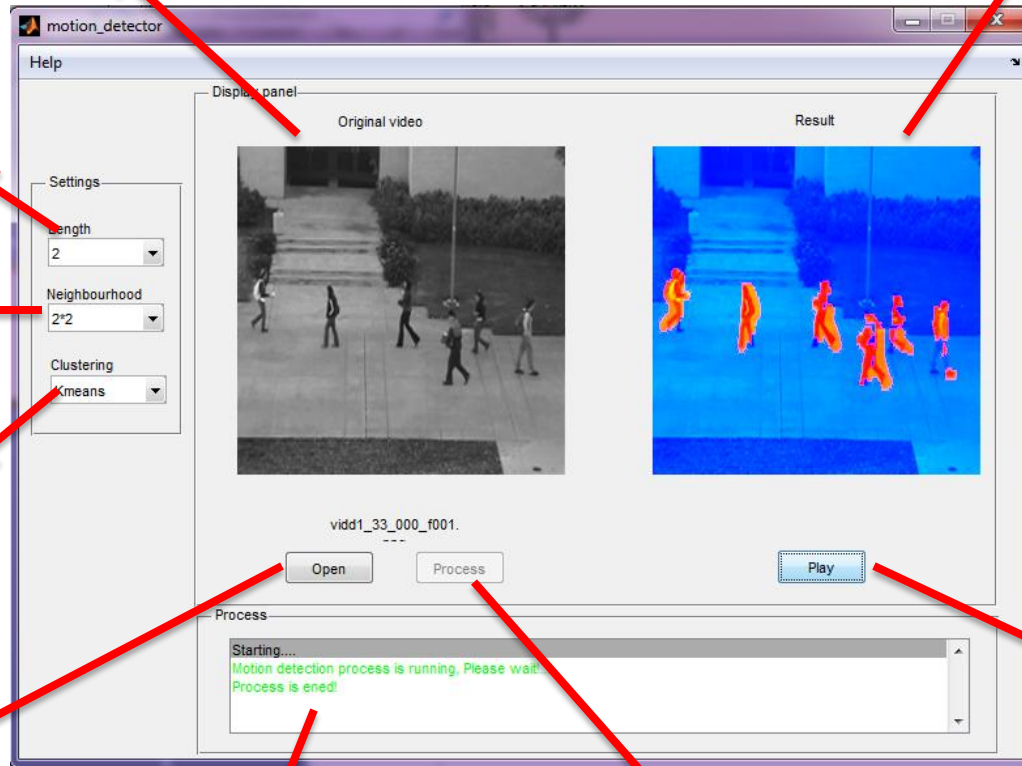 motion_detector
Help
Display panel
Original video
Result
Settings
Length
2
Neighbourhood
2*2
Clustering
Kmeans
vidd1_33_000_f001.
Open
Process
Play
Process
Starting....
Motion detection process is running, Please wait!..
Process is ened!